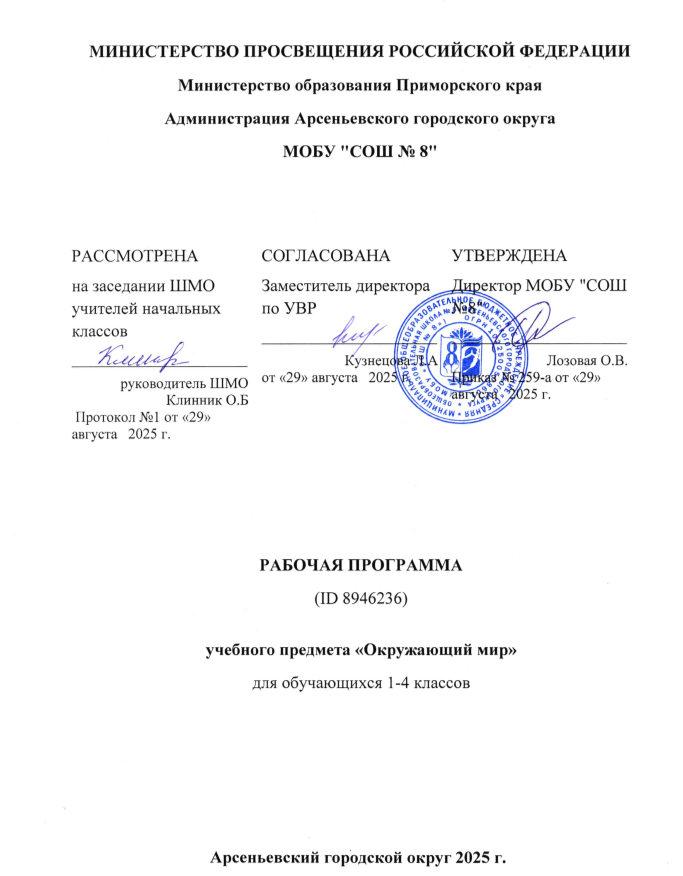 МИНИСТЕРСТВО ПРОСВЕЩЕНИЯ РОССИЙСКОЙ ФЕДЕРАЦИИ
Министерство образования Приморского края
Администрация Арсеньевского городского округа
МОБУ "СОШ № 8"
РАССМОТРЕНА
на заседании ШМО
учителей начальных
классов
руководитель ШМО
Клинник О.Б
Протокол №1 от «29»
августа 2025 г.
СОГЛАСОВАНА
Заместитель директора
по УВР
Кузнецова Л.А
от «29» августа 2025 г.
УТВЕРЖДЕНА
Директор МОБУ "СОШ
№8"
Лозовая О.В.
Приказ №259-а от «29»
августа 2025 г.
8
РАБОЧАЯ ПРОГРАММА
(ID 8946236)
учебного предмета «Окружающий мир»
для обучающихся 1-4 классов
Арсеньевский городской округ 2025 г.